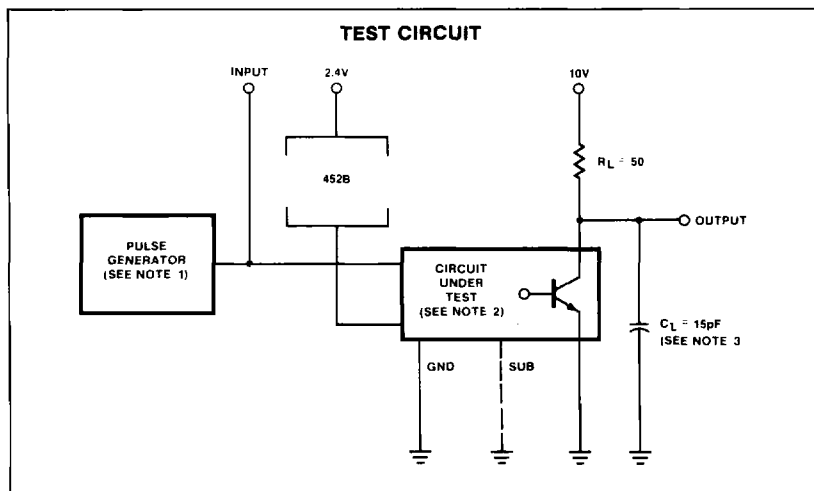 TEST CIRCUIT
INPUT
2.4V
10V
R_L = 50
452B
OUTPUT
PULSE
GENERATOR
(SEE NOTE 1)
CIRCUIT
UNDER
TEST
(SEE NOTE 2)
C_L = 15pF
(SEE NOTE 3
GND
SUB